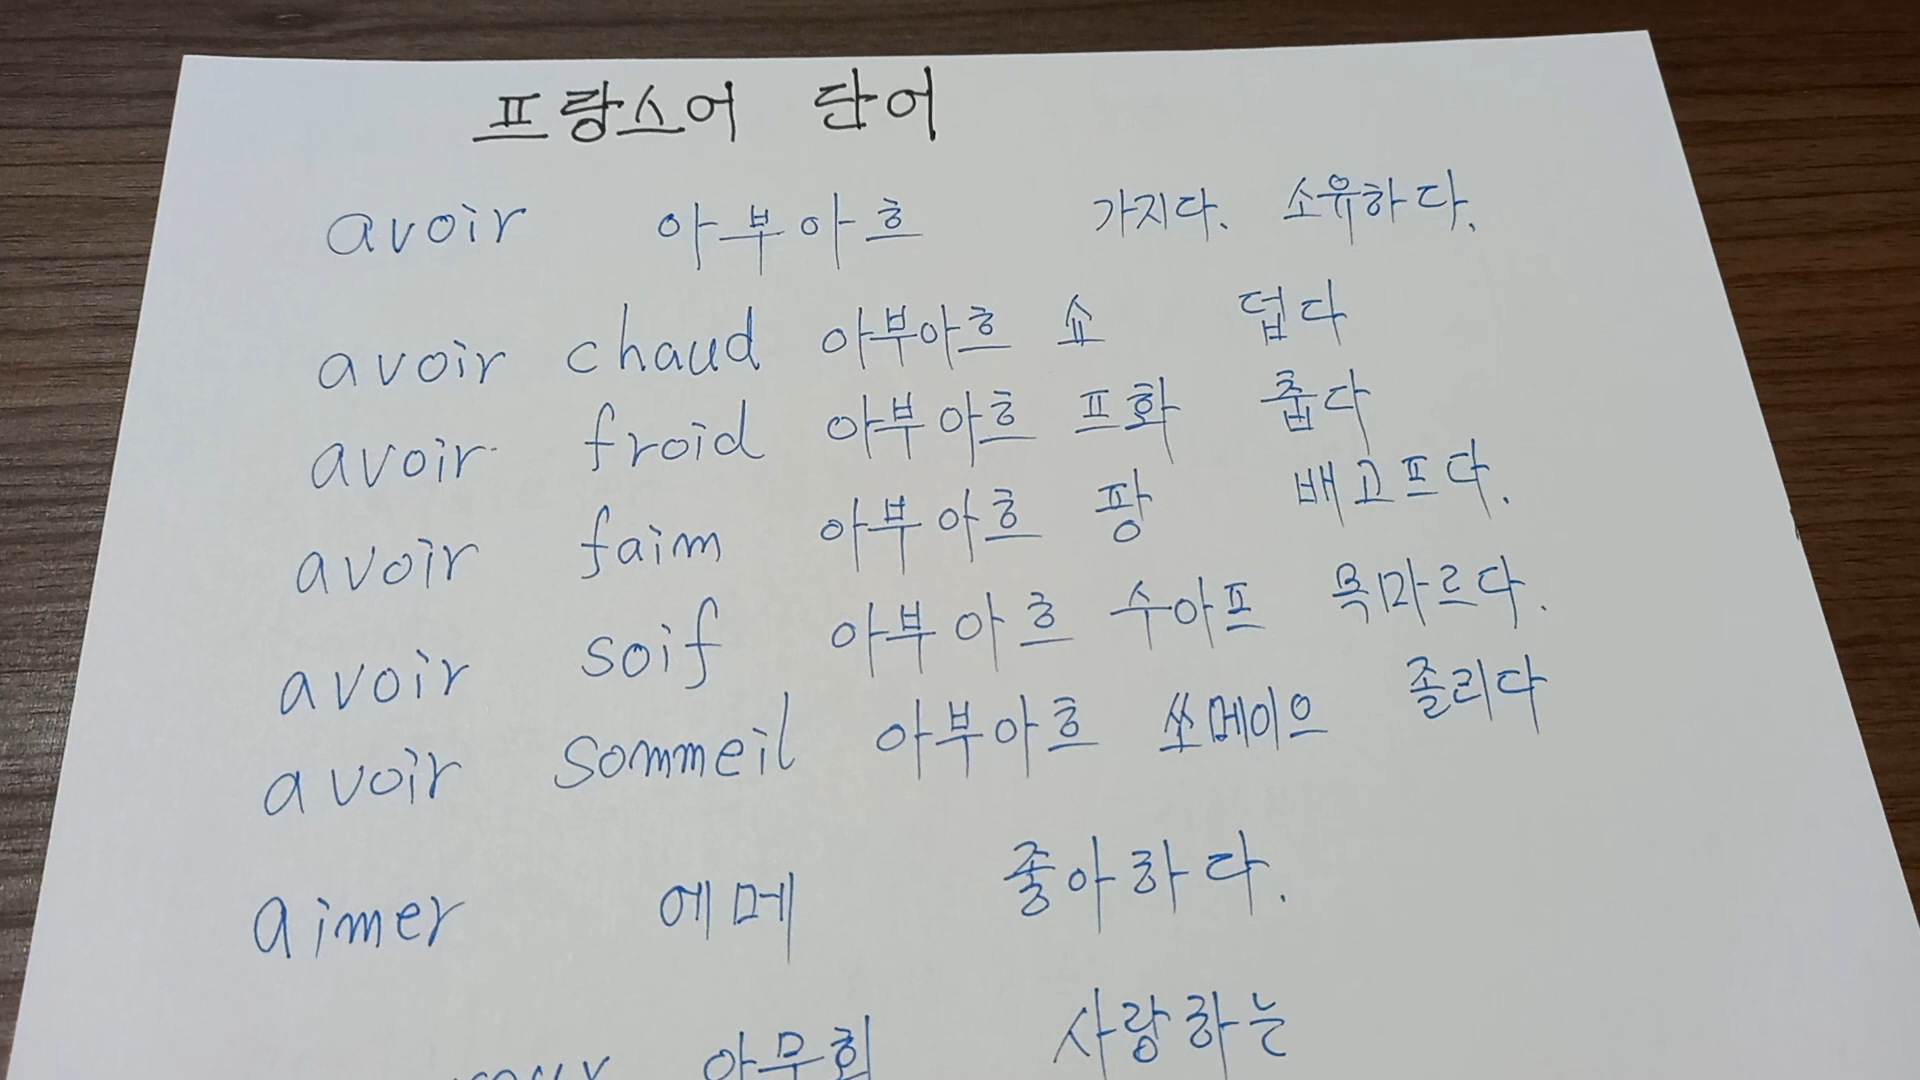 프랑스어 단어
avoir 아부아흐 가지다. 소유하다.
avoir chaud 아부아흐 쇼 덥다
avoir froid 아부아흐 프화 춥다
avoir faim 아부아흐 팡 배고프다.
avoir soif 아부아흐 수아프 목마르다.
avoir sommeil 아부아흐 쏘메이으 졸리다
aimer 에메 좋아하다.
아무회 사랑하는